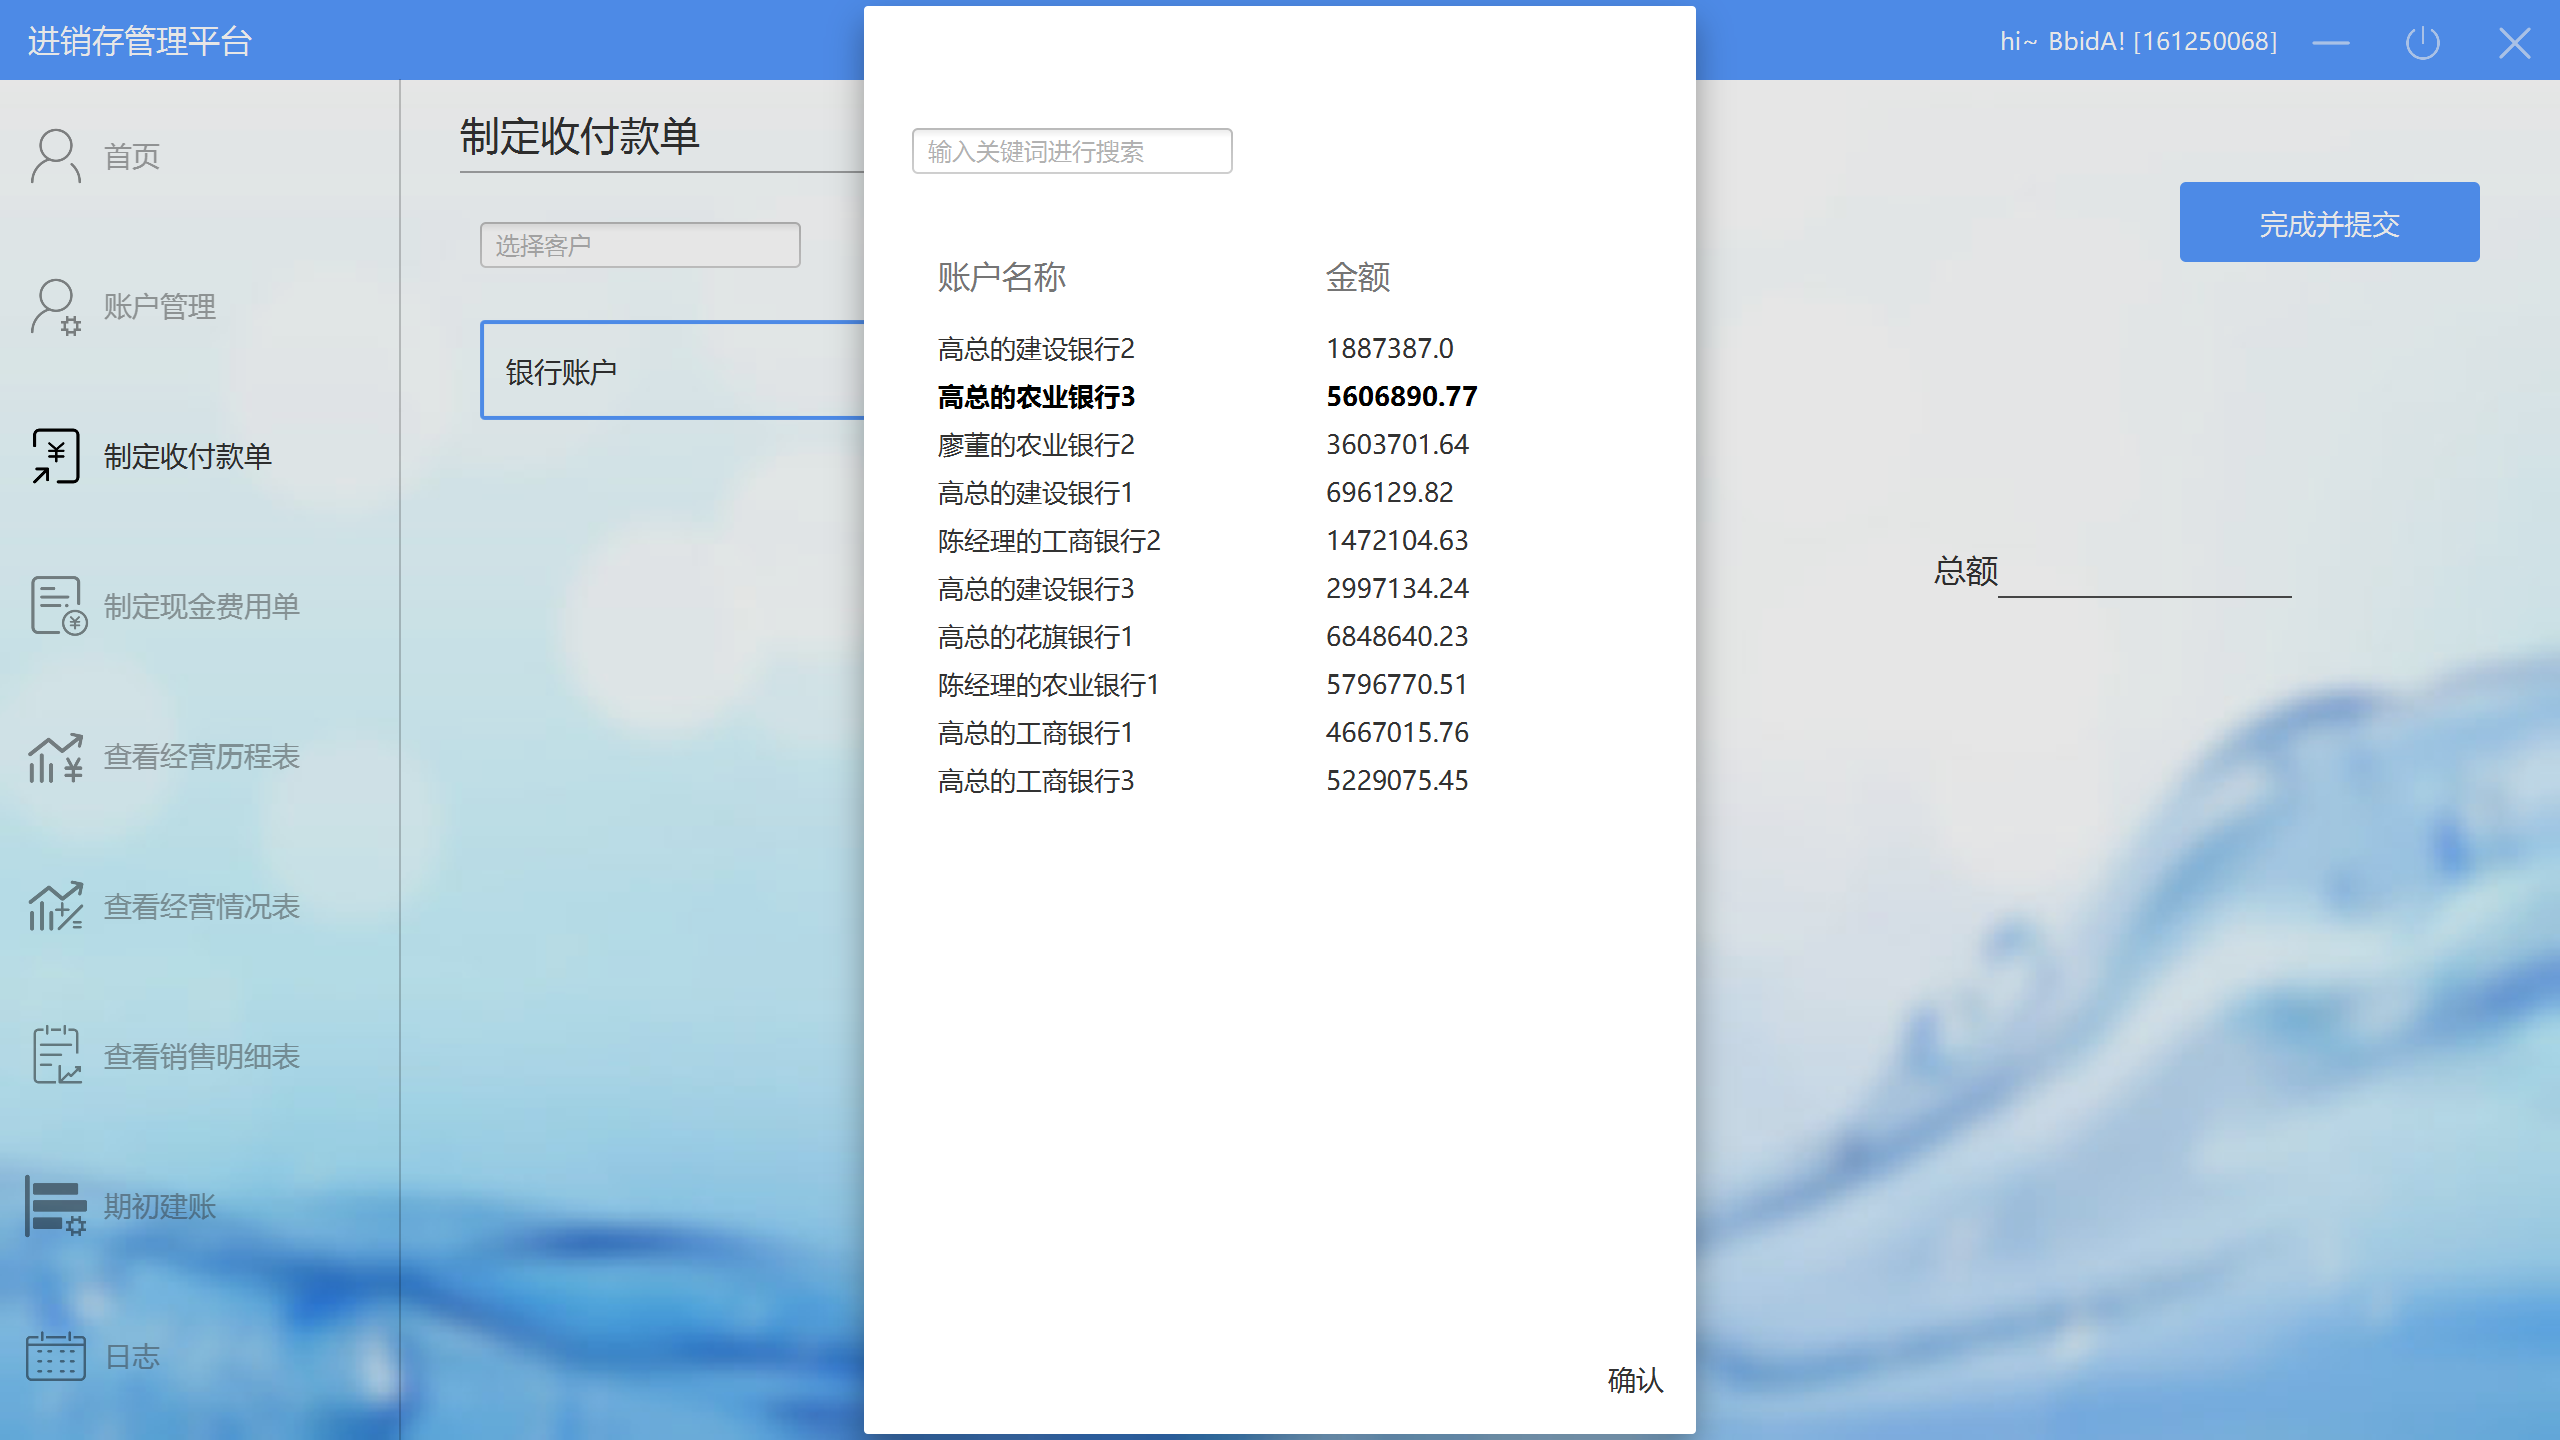 进销存管理平台
hi~ BbidA! [161250068]
首页
账户管理
制定收付款单
制定现金费用单
查看经营历程表
查看经营情况表
查看销售明细表
期初建账
日志
制定收付款单
选择客户
银行账户
完成并提交
总额
输入关键词进行搜索
账户名称 金额
高总的建设银行2 1887387.0
高总的农业银行3 5606890.77
廖董的农业银行2 3603701.64
高总的建设银行1 696129.82
陈经理的工商银行2 1472104.63
高总的建设银行3 2997134.24
高总的花旗银行1 6848640.23
陈经理的农业银行1 5796770.51
高总的工商银行1 4667015.76
高总的工商银行3 5229075.45
确认